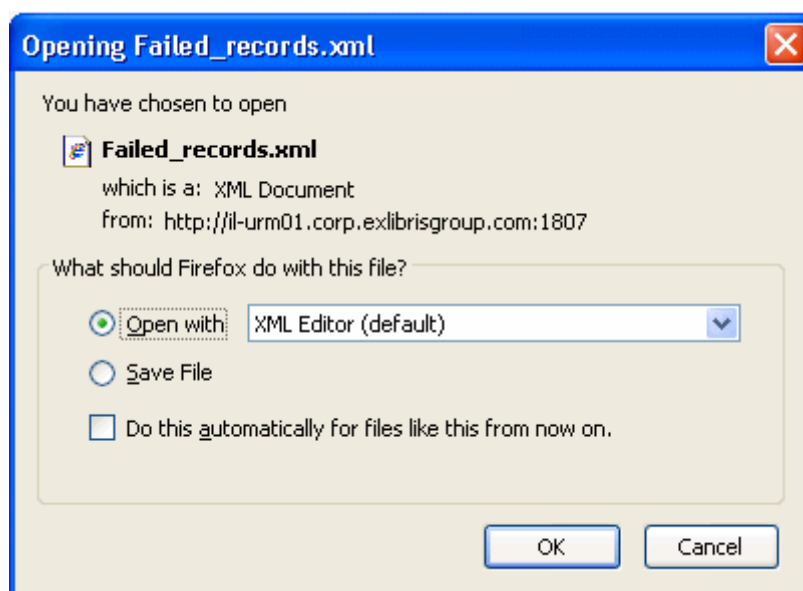 Opening Failed_records.xml
You have chosen to open
Failed_records.xml
which is a: XML Document
from: http://il-urm01.corp.exlibrisgroup.com:1807
What should Firefox do with this file?
Open with XML Editor (default)
Save File
Do this automatically for files like this from now on.
OK Cancel